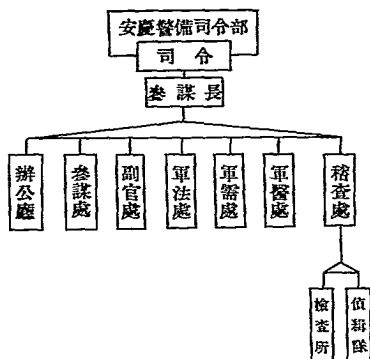 安慶警備司令部
司令
參謀長
辦公廳
參謀處
副官處
軍法處
軍需處
軍醫處
稽查處
檢查所
偵緝隊